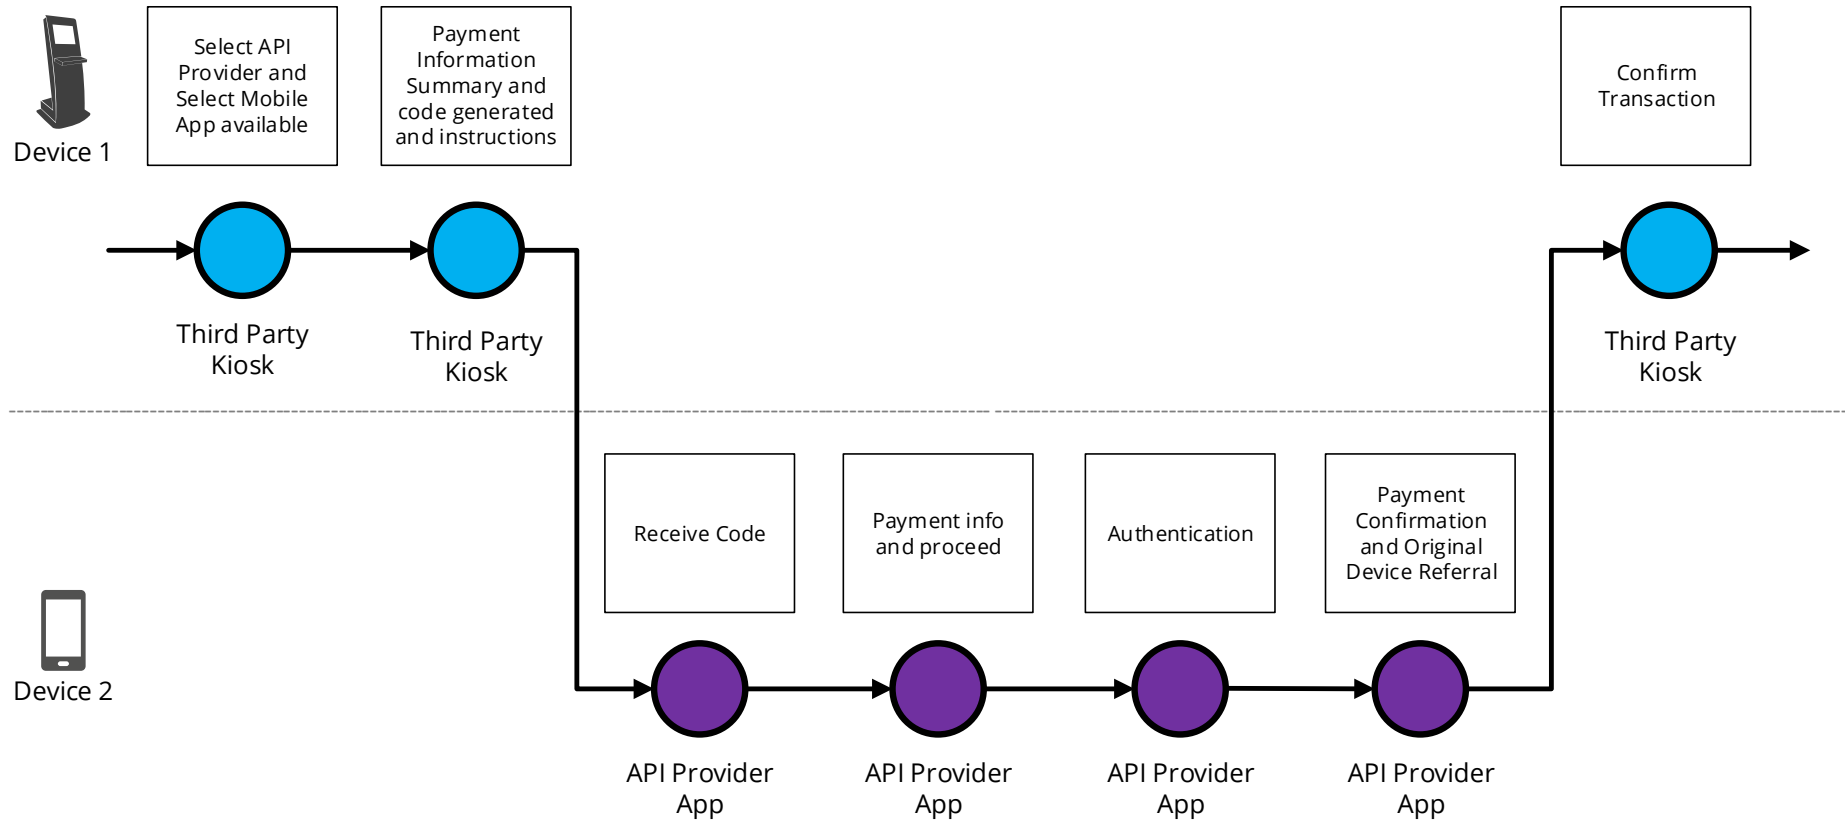 Device 1
Select API
Provider and
Select Mobile
App available
Payment
Information
Summary and
code generated
and instructions
Confirm
Transaction
Third Party
Kiosk
Third Party
Kiosk
Third Party
Kiosk
Device 2
Receive Code
Payment info
and proceed
Authentication
Payment
Confirmation
and Original
Device Referral
API Provider
App
API Provider
App
API Provider
App
API Provider
App